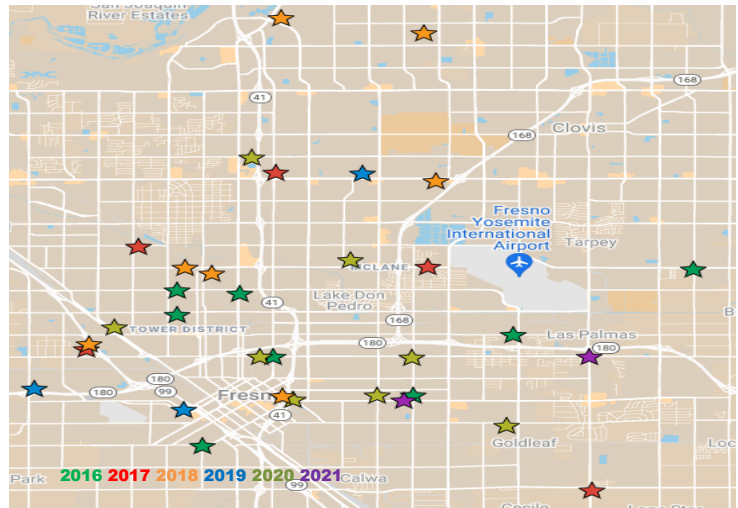 San Joaquin
River Estates
168
41
168
Clovis
Fresno
Yosemite
International
Airport
Tarpey
MCLANE
Lake Don
Pedro
41
168
TOWER DISTRICT
180
Las Palmas
180
180
99
180
Fresn
41
Goldleaf
Loc
Park
2016 2017 2018 2019 2020 2021
Calwa
99